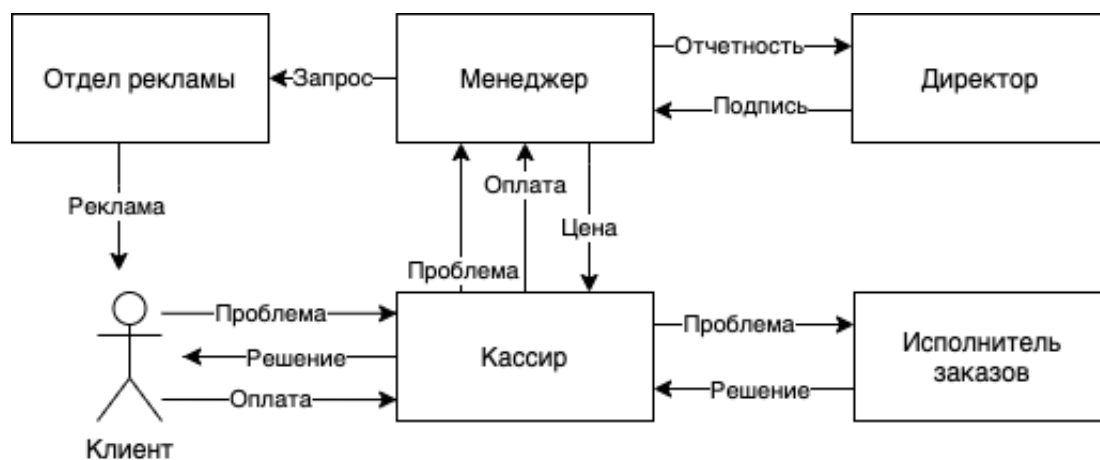 Отдел рекламы
Запрос
Менеджер
Отчетность
Подпись
Директор
Реклама
Оплата
Цена
Проблема
Проблема
Решение
Оплата
Клиент
Кассир
Проблема
Решение
Исполнитель
заказов